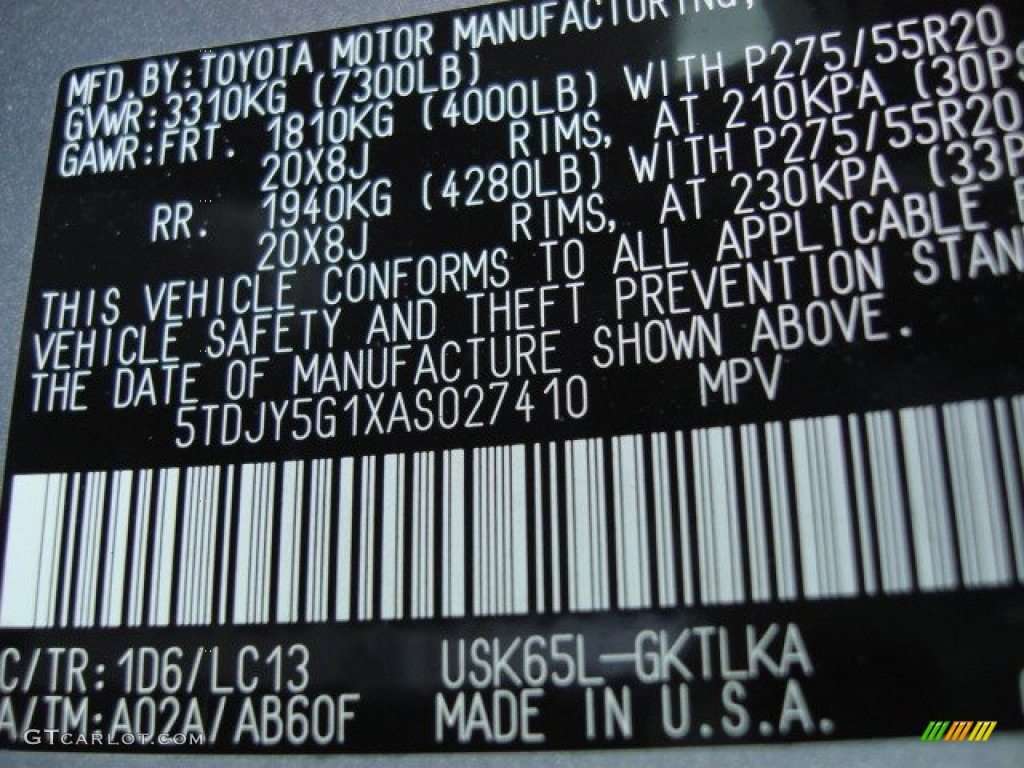 MFD.BY:TOYOTA MOTOR MANUFACTURING,
GVWR:3310KG (7300LB)
GAWR:FRT. 1810KG (4000LB) WITH P275/55R20
20X8J RIMS, AT 210KPA (30PS
RR. 1940KG (4280LB) WITH P275/55R20
20X8J RIMS, AT 230KPA (33P
THIS VEHICLE CONFORMS TO ALL APPLICABLE F
VEHICLE SAFETY AND THEFT PREVENTION STAN
THE DATE OF MANUFACTURE SHOWN ABOVE.
5TDJY5G1XAS027410 MPV
C/TR:1D6/LC13 USK65L-GKTLKA
A/TM:A02A/AB60F MADE IN U.S.A.
GTCARLOT.COM